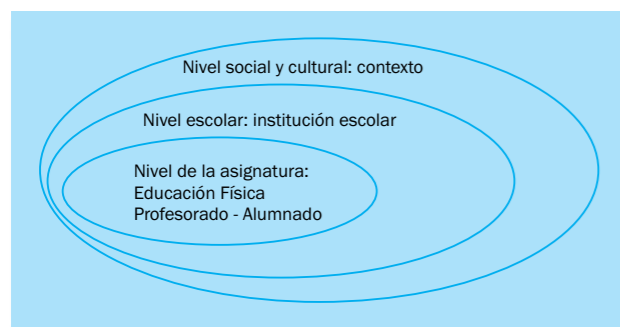 Nivel social y cultural: contexto
Nivel escolar: institución escolar
Nivel de la asignatura:
Educación Física
Profesorado - Alumnado